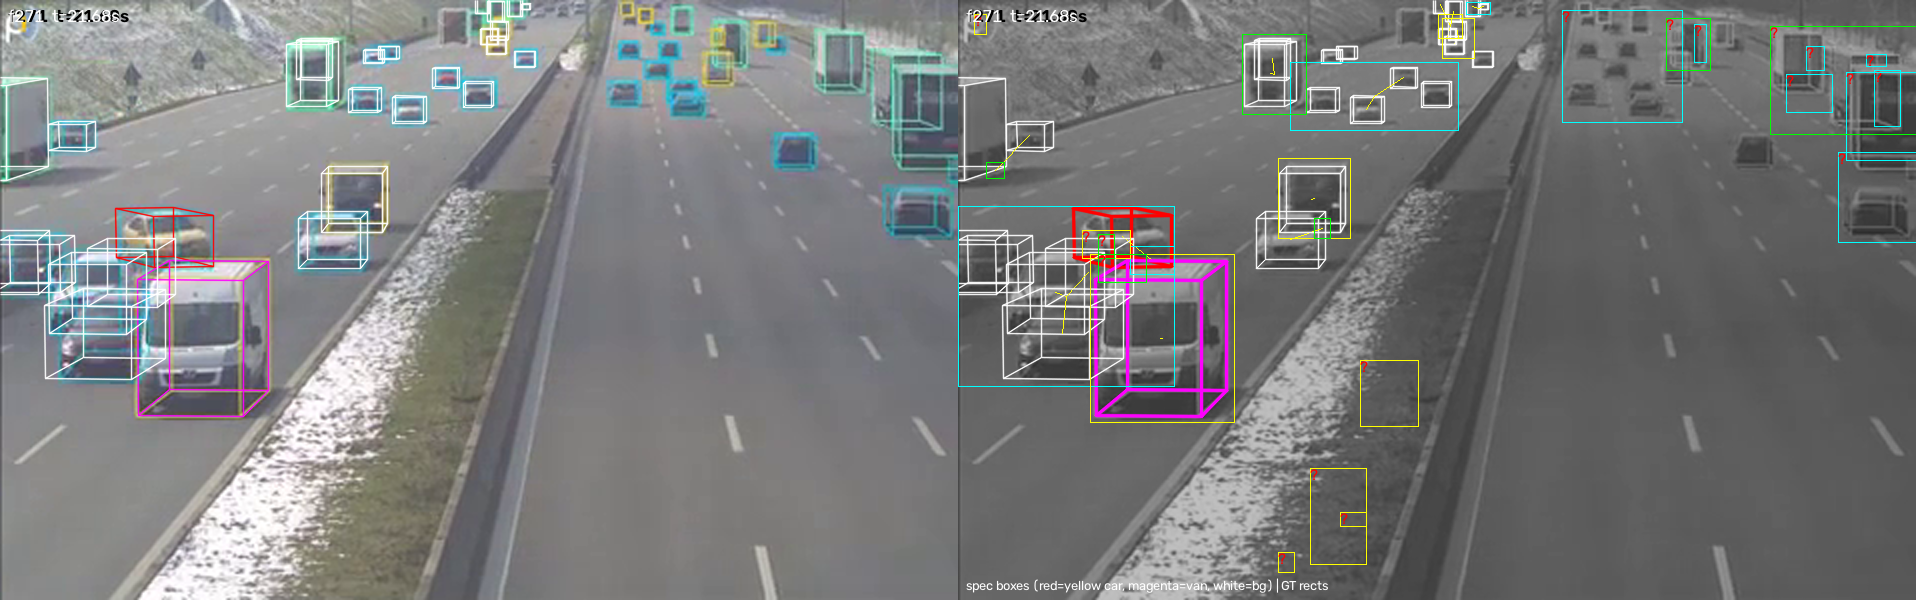 f271 t=21.68s
f271 t=21.68s
spec boxes (red=yellow car, magenta=van, white=bg) | GT rects